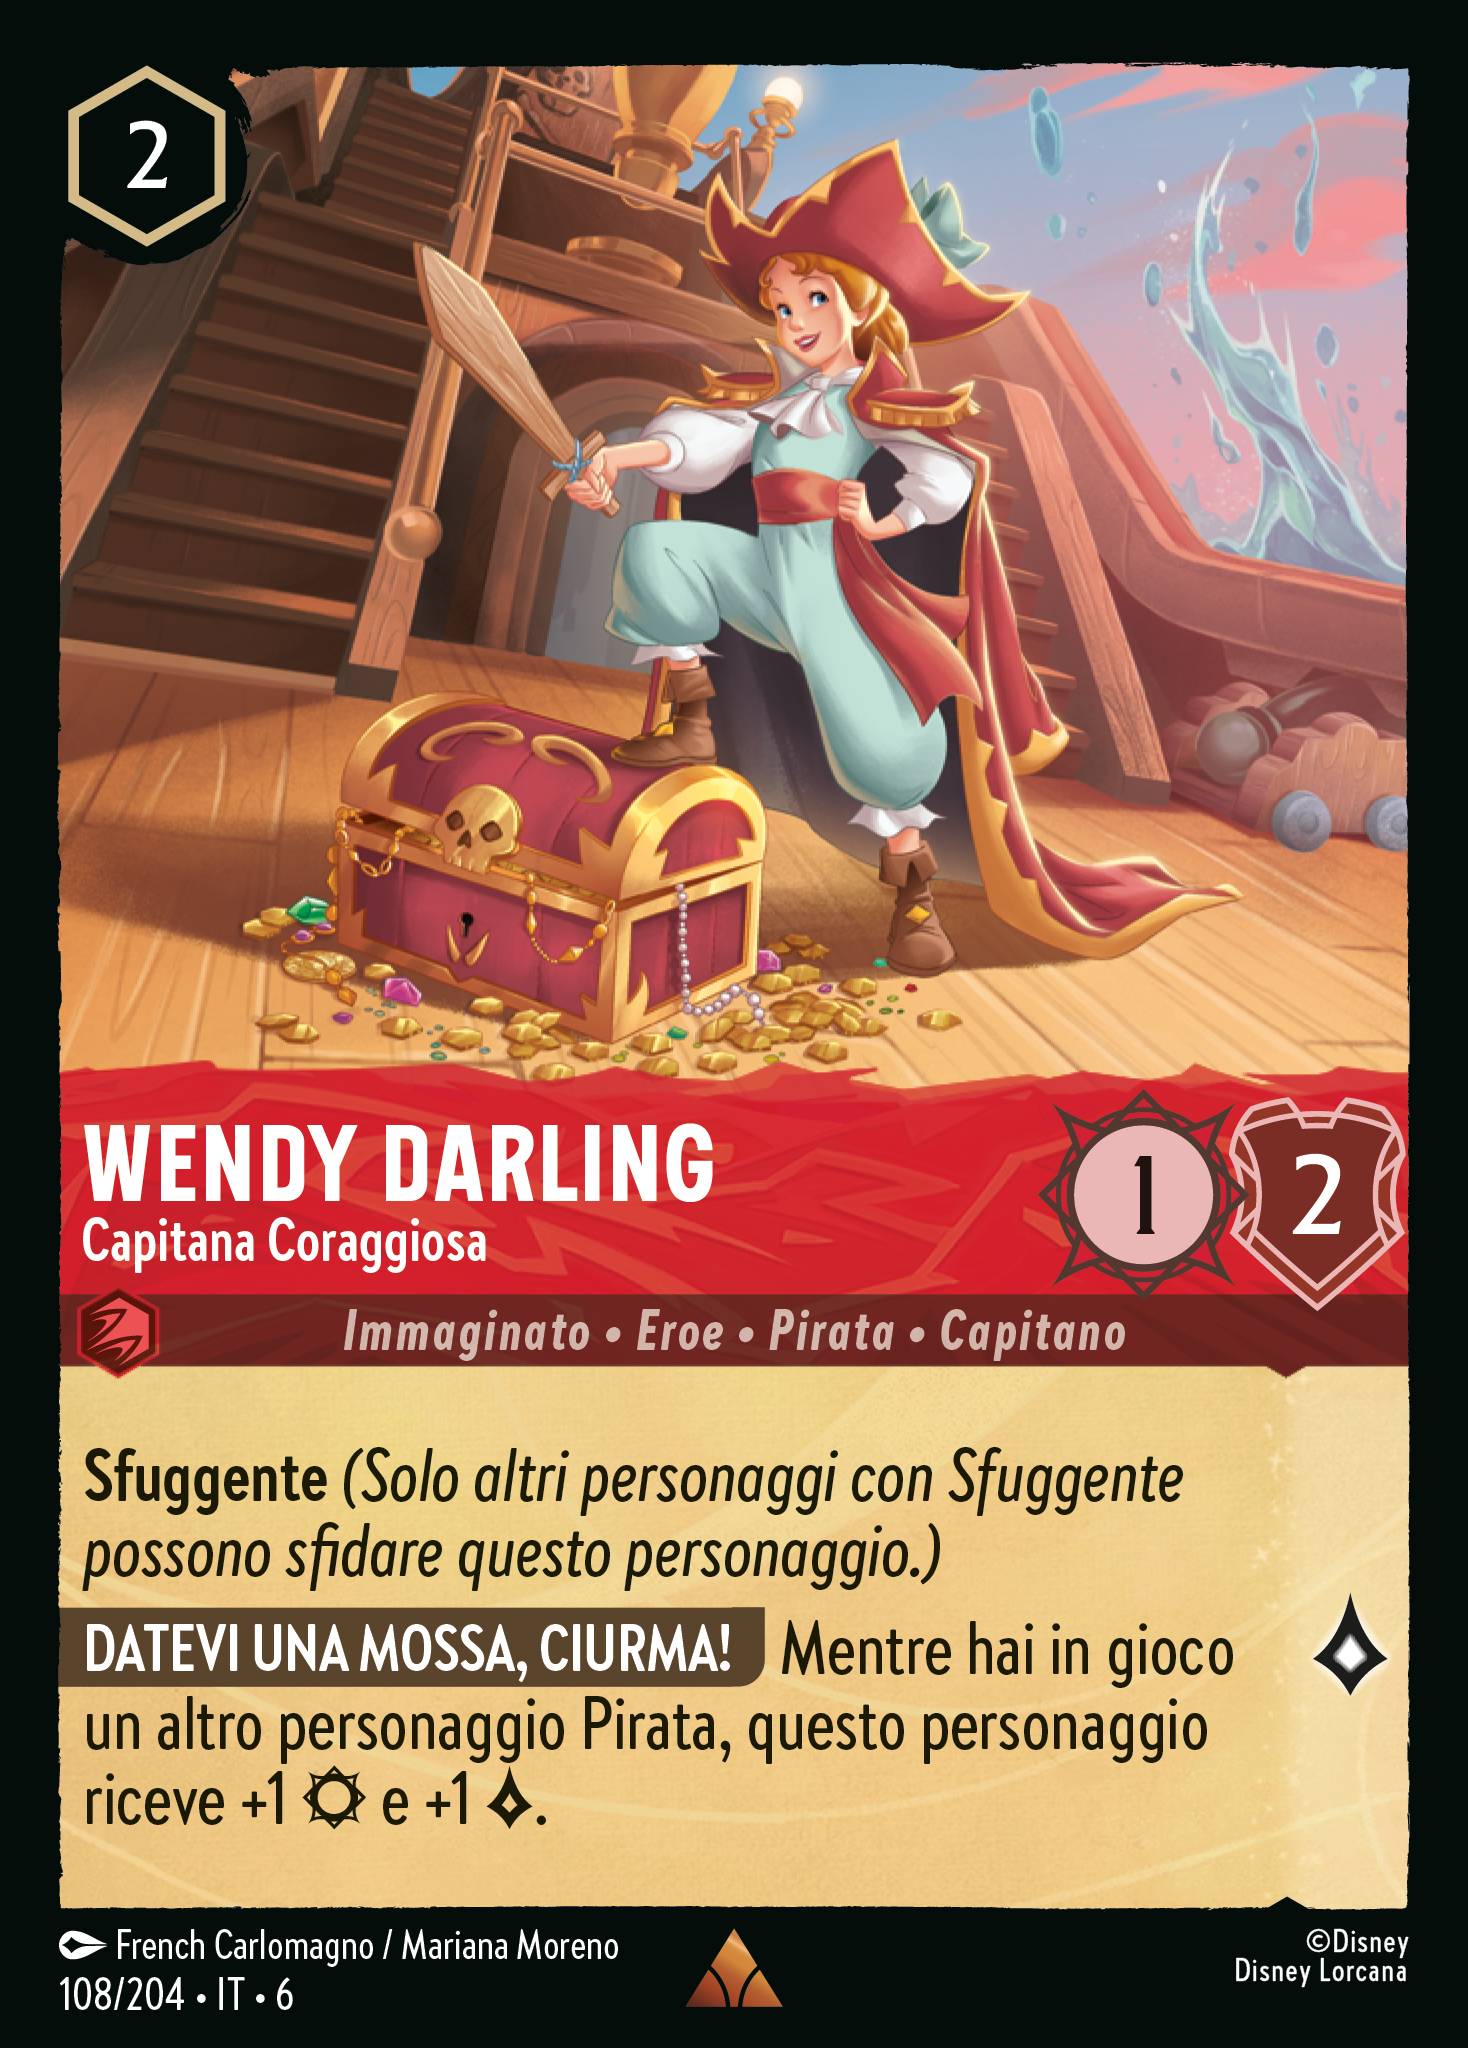 2
WENDY DARLING
Capitana Coraggiosa
1
2
Immaginato • Eroe • Pirata • Capitano
Sfuggente (Solo altri personaggi con Sfuggente
possono sfidare questo personaggio.)
DATEVI UNA MOSSA, CIURMA! Mentre hai in gioco
un altro personaggio Pirata, questo personaggio
riceve +1 e +1.
French Carlomagno / Mariana Moreno
108/204 • IT • 6
©Disney
Disney Lorcana